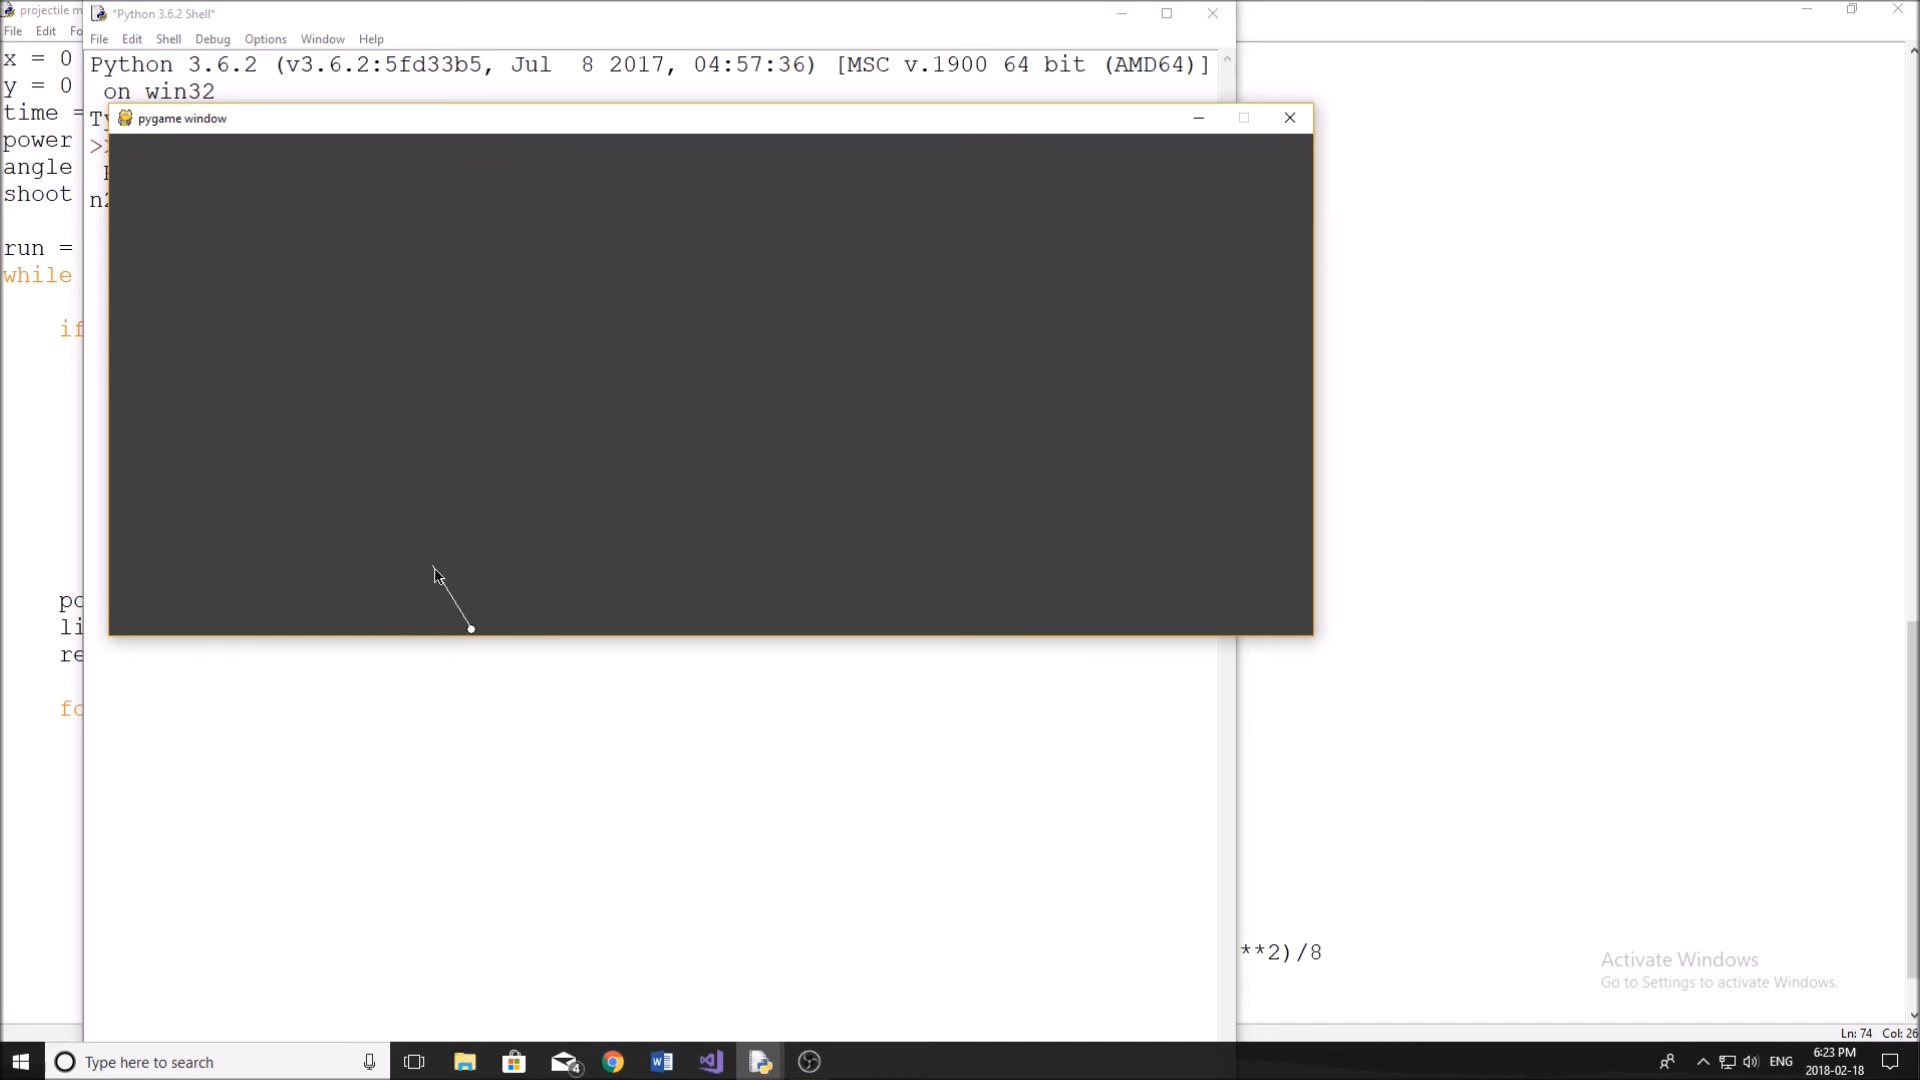 projectile m
File Edit Fo
x = 0
y = 0
time =
power
angle
shoot
run =
while
if
po
li
re
fo
*Python 3.6.2 Shell*
File Edit Shell Debug Options Window Help
Python 3.6.2 (v3.6.2:5fd33b5, Jul 8 2017, 04:57:36) [MSC v.1900 64 bit (AMD64)]
on win32
Ty
>>
n2
pygame window
**2)/8
Activate Windows
Go to Settings to activate Windows.
Ln: 74 Col: 26
Type here to search
4
ENG
6:23 PM
2018-02-18